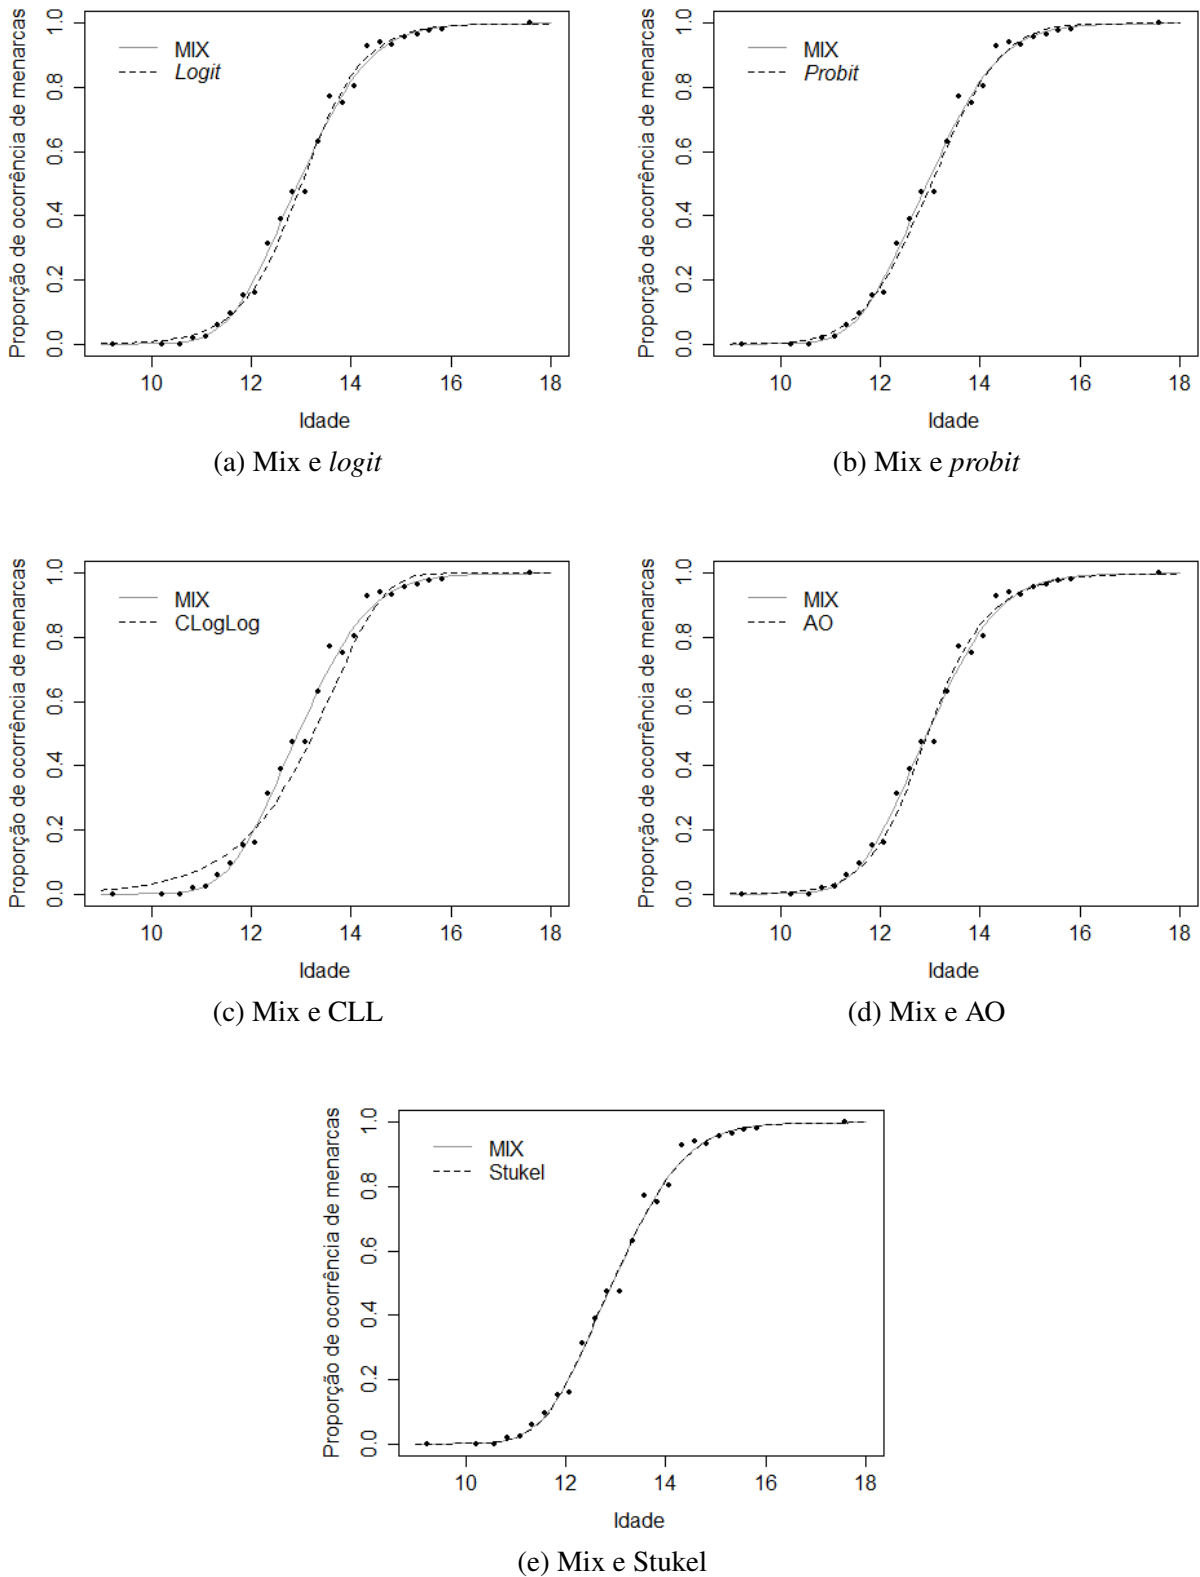 Proporção de ocorrência de menarcas
1.0
0.8
0.6
0.4
0.2
0.0
MIX
Logit
10 12 14 16 18
Idade
(a) Mix e logit
Proporção de ocorrência de menarcas
1.0
0.8
0.6
0.4
0.2
0.0
MIX
Probit
10 12 14 16 18
Idade
(b) Mix e probit
Proporção de ocorrência de menarcas
1.0
0.8
0.6
0.4
0.2
0.0
MIX
CLogLog
10 12 14 16 18
Idade
(c) Mix e CLL
Proporção de ocorrência de menarcas
1.0
0.8
0.6
0.4
0.2
0.0
MIX
AO
10 12 14 16 18
Idade
(d) Mix e AO
Proporção de ocorrência de menarcas
1.0
0.8
0.6
0.4
0.2
0.0
MIX
Stukel
10 12 14 16 18
Idade
(e) Mix e Stukel